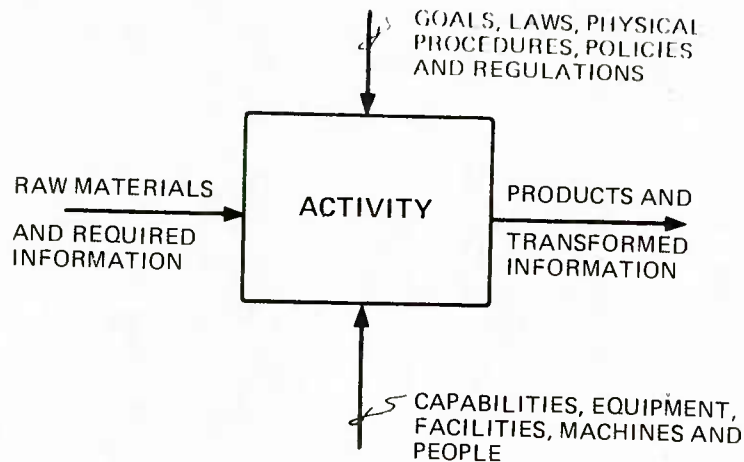 GOALS, LAWS, PHYSICAL
PROCEDURES, POLICIES
AND REGULATIONS
RAW MATERIALS
AND REQUIRED
INFORMATION
ACTIVITY
PRODUCTS AND
TRANSFORMED
INFORMATION
CAPABILITIES, EQUIPMENT,
FACILITIES, MACHINES AND
PEOPLE